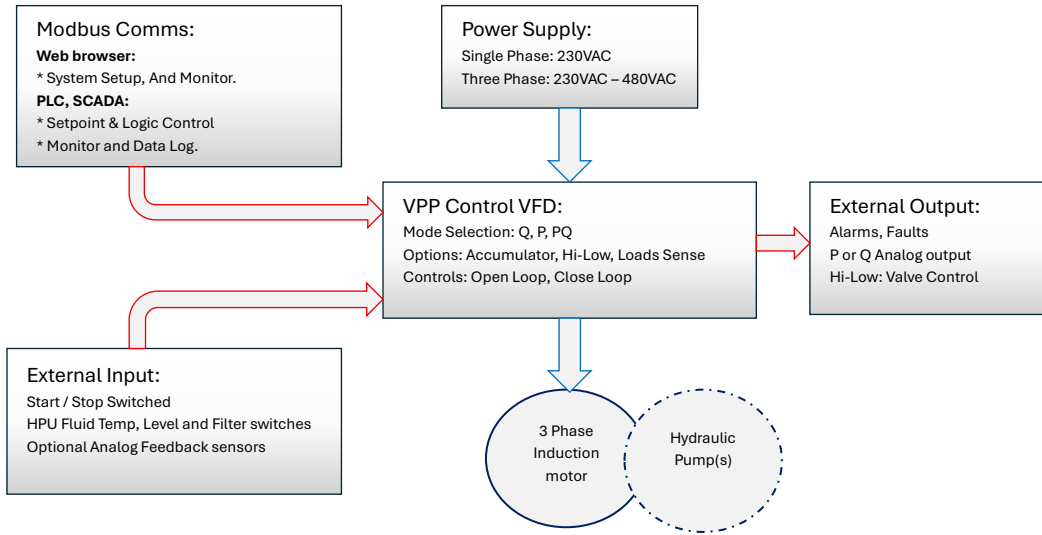 Modbus Comms:
Web browser:
* System Setup, And Monitor.
PLC, SCADA:
* Setpoint & Logic Control
* Monitor and Data Log.
Power Supply:
Single Phase: 230VAC
Three Phase: 230VAC – 480VAC
VPP Control VFD:
Mode Selection: Q, P, PQ
Options: Accumulator, Hi-Low, Loads Sense
Controls: Open Loop, Close Loop
External Output:
Alarms, Faults
P or Q Analog output
Hi-Low: Valve Control
External Input:
Start / Stop Switched
HPU Fluid Temp, Level and Filter switches
Optional Analog Feedback sensors
3 Phase
Induction
motor
Hydraulic
Pump(s)